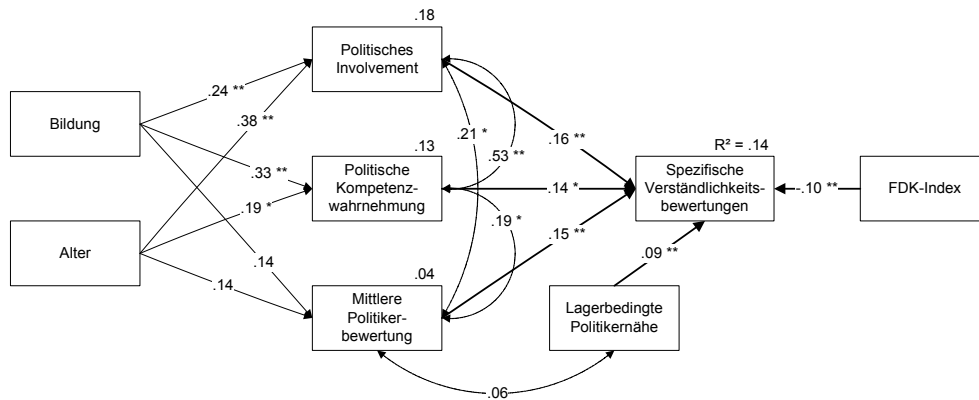 .18
Politisches
Involvement
Bildung
.24 **
.38 **
.21 *
.53 **
.16 **
R² = .14
.13
.33 **
Politische
Kompetenz-
wahrnehmung
.14 *
Spezifische
Verständlichkeits-
bewertungen
-.10 **
FDK-Index
.19 *
.19 *
.15 **
Alter
.14
.09 **
.14
.04
Mittlere
Politiker-
bewertung
Lagerbedingte
Politikernähe
.06